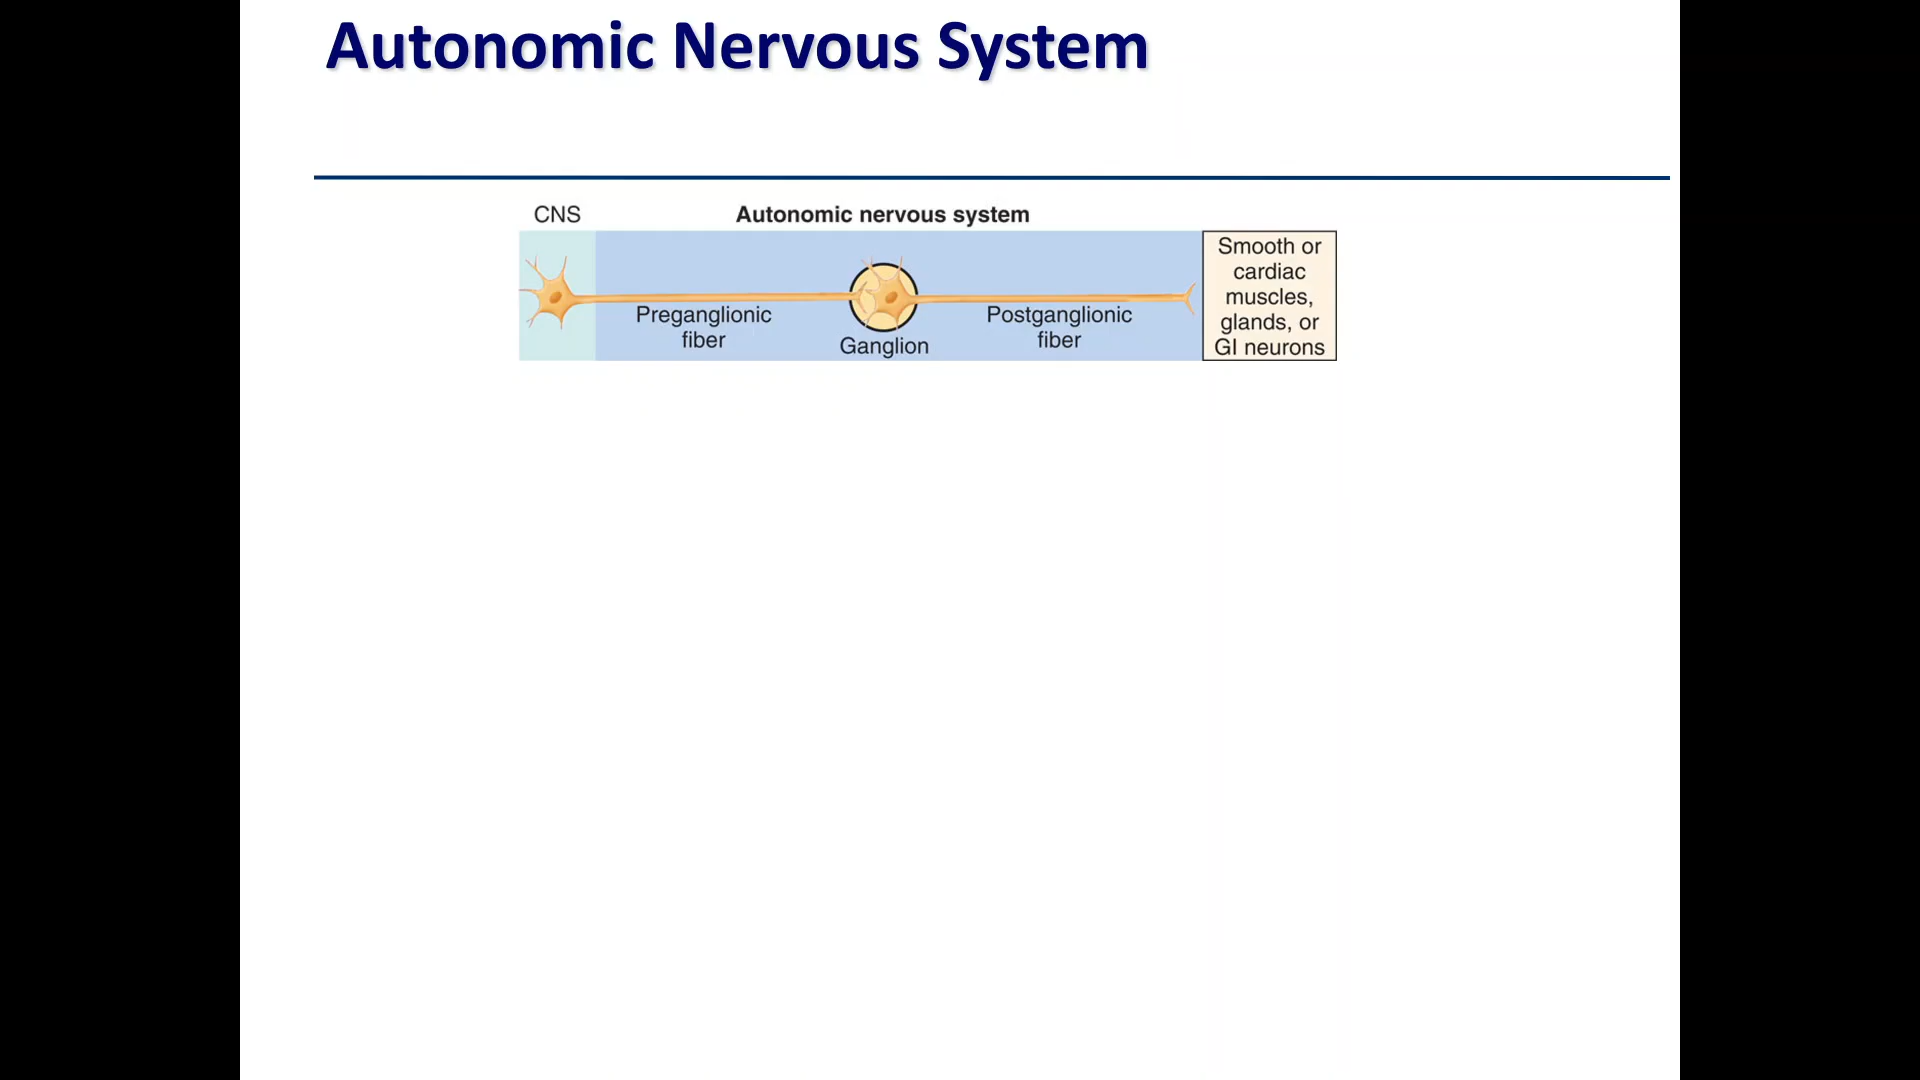 Autonomic Nervous System
CNS
Autonomic nervous system
Preganglionic
fiber
Ganglion
Postganglionic
fiber
Smooth or
cardiac
muscles,
glands, or
GI neurons